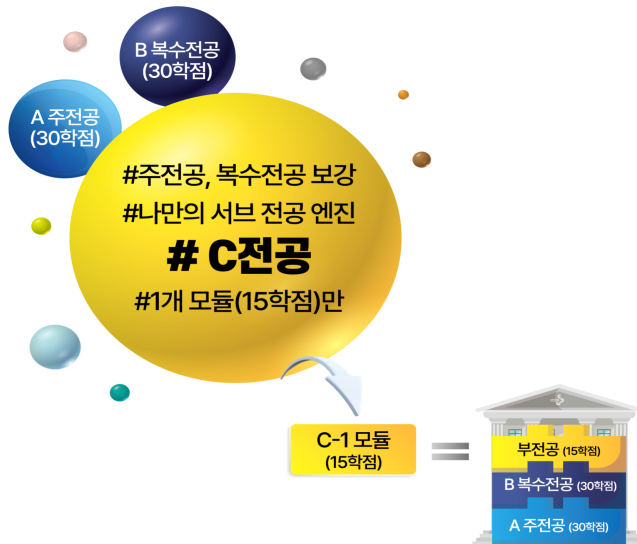 B 복수전공
(30학점)
A 주전공
(30학점)
#주전공, 복수전공 보강
#나만의 서브 전공 엔진
# C전공
#1개 모듈(15학점)만
C-1 모듈
(15학점)
부전공 (15학점)
B 복수전공 (30학점)
A 주전공 (30학점)